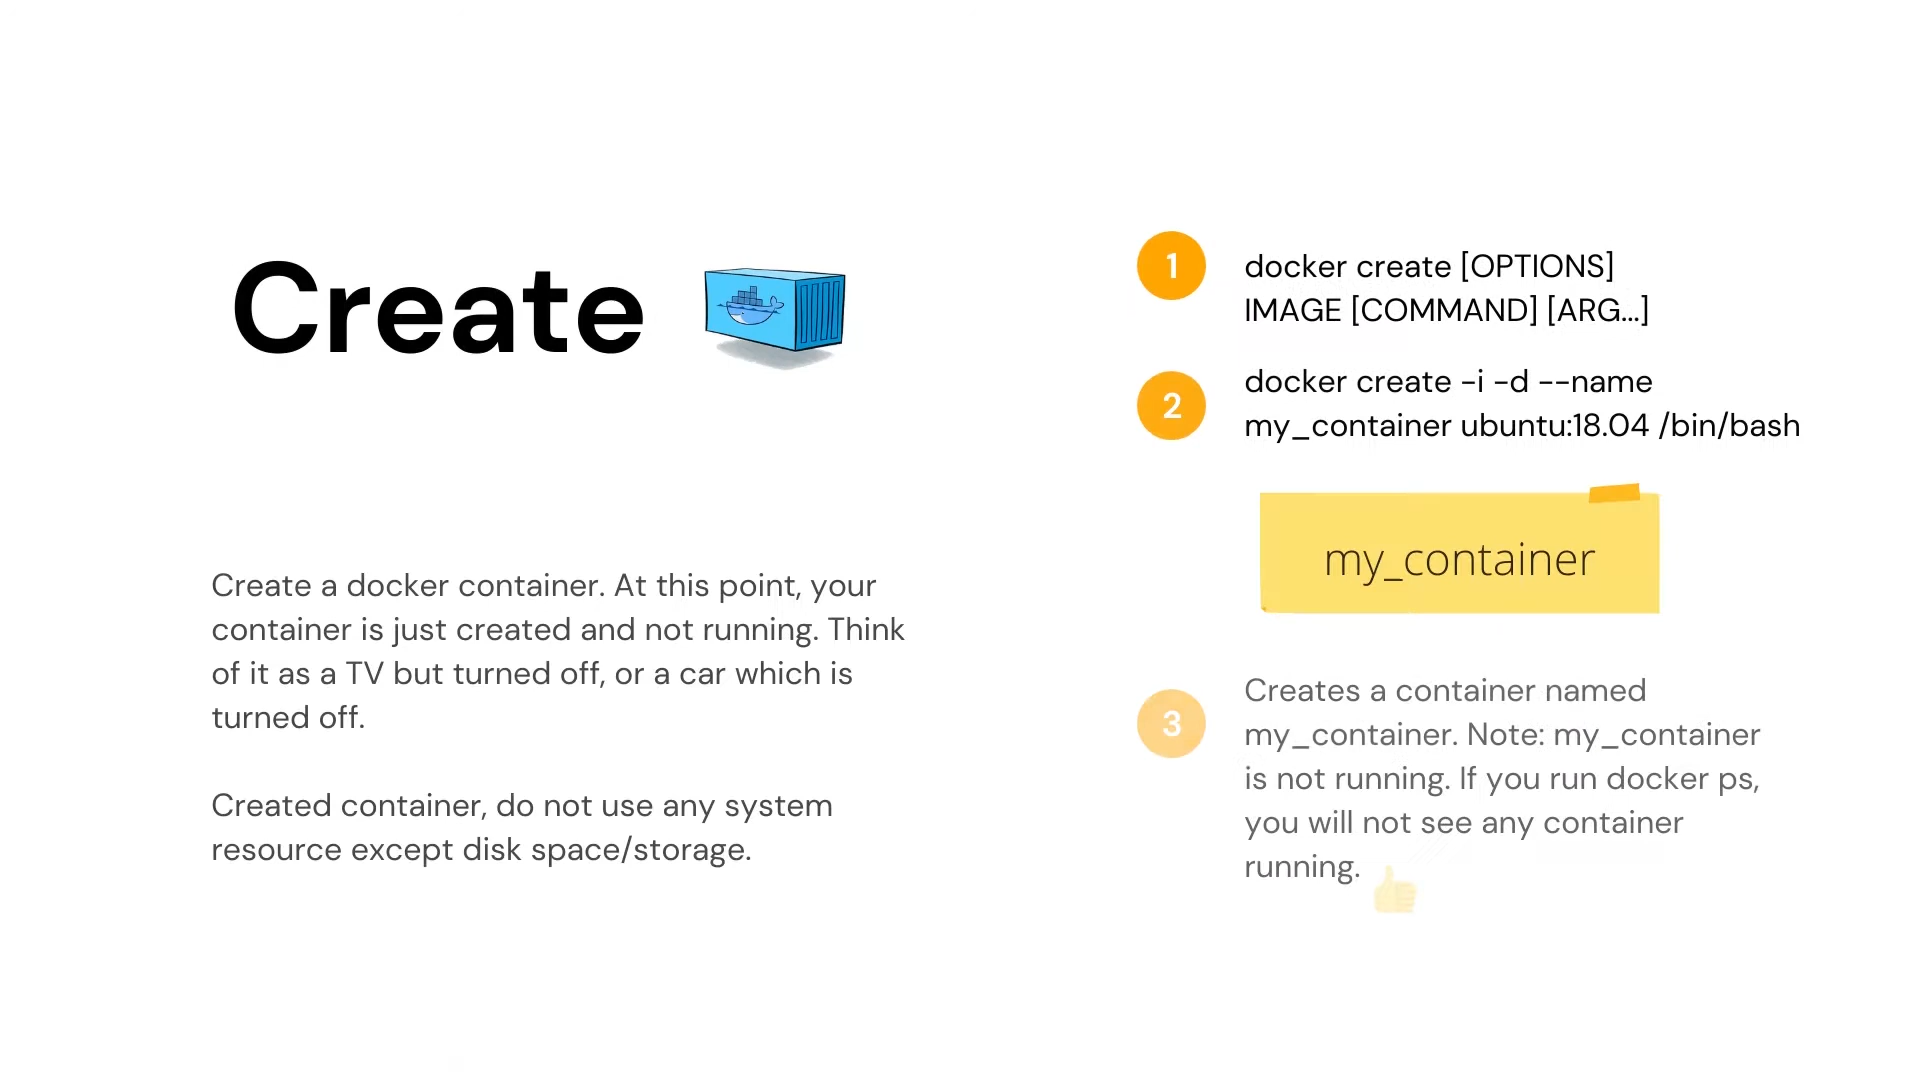 Create
Create a docker container. At this point, your
container is just created and not running. Think
of it as a TV but turned off, or a car which is
turned off.
Created container, do not use any system
resource except disk space/storage.
1
docker create [OPTIONS]
IMAGE [COMMAND] [ARG...]
2
docker create -i -d --name
my_container ubuntu:18.04 /bin/bash
my_container
3
Creates a container named
my_container. Note: my_container
is not running. If you run docker ps,
you will not see any container
running.